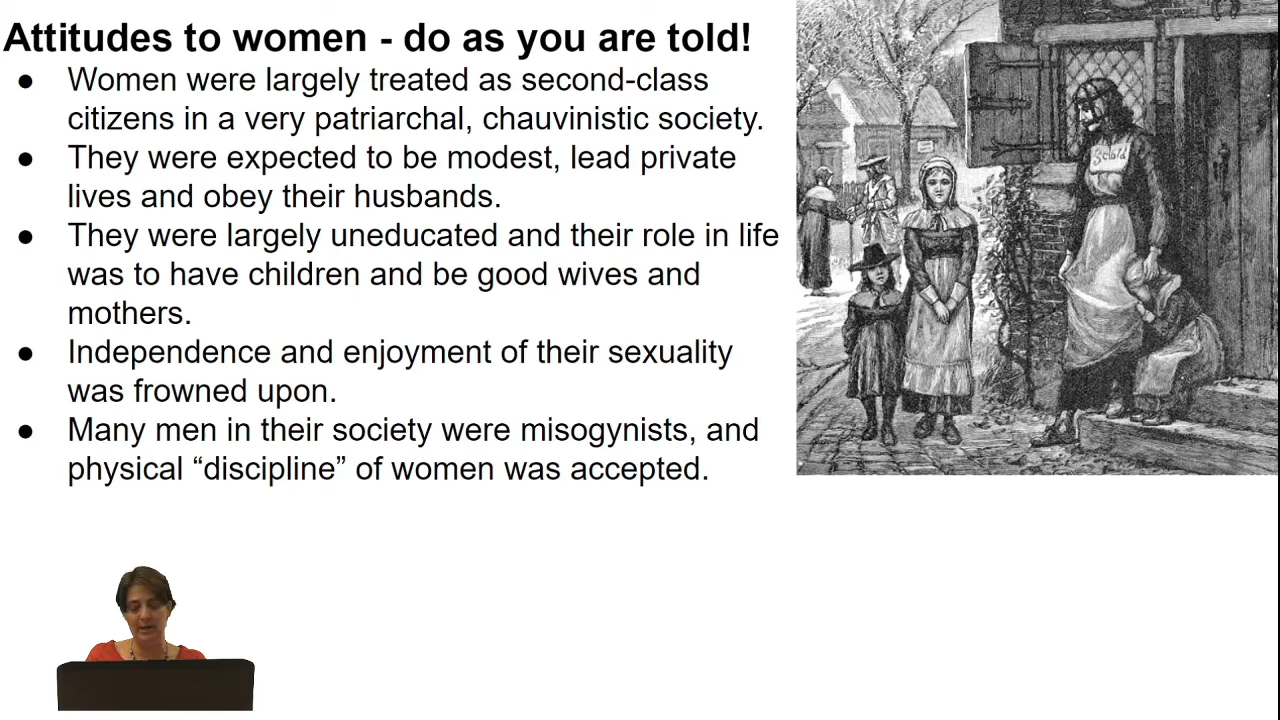 Attitudes to women - do as you are told!
● Women were largely treated as second-class
citizens in a very patriarchal, chauvinistic society.
● They were expected to be modest, lead private
lives and obey their husbands.
● They were largely uneducated and their role in life
was to have children and be good wives and
mothers.
● Independence and enjoyment of their sexuality
was frowned upon.
● Many men in their society were misogynists, and
physical “discipline” of women was accepted.
Scold